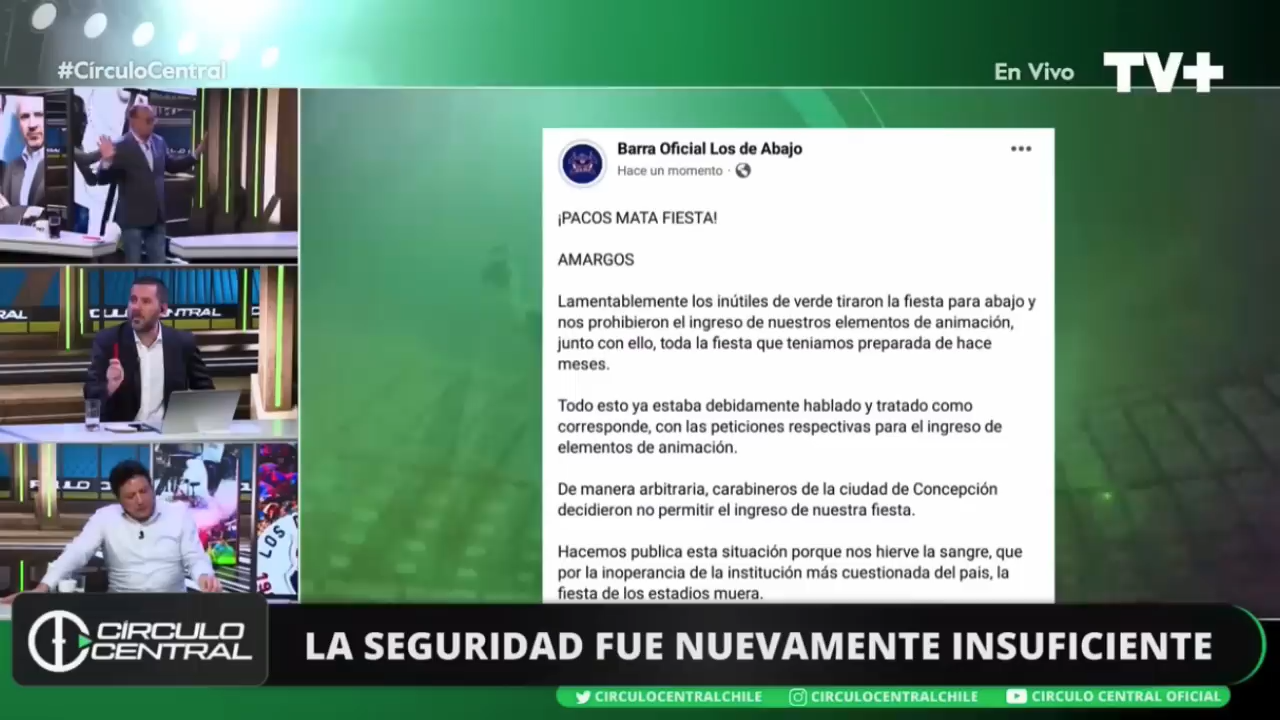 #CírculoCentral
En Vivo
TV+
Barra Oficial Los de Abajo
Hace un momento ·
¡PACOS MATA FIESTA!
AMARGOS
Lamentablemente los inútiles de verde tiraron la fiesta para abajo y
nos prohibieron el ingreso de nuestros elementos de animación,
junto con ello, toda la fiesta que teniamos preparada de hace
meses.
Todo esto ya estaba debidamente hablado y tratado como
corresponde, con las peticiones respectivas para el ingreso de
elementos de animación.
De manera arbitraria, carabineros de la ciudad de Concepción
decidieron no permitir el ingreso de nuestra fiesta.
Hacemos publica esta situación porque nos hierve la sangre, que
por la inoperancia de la institución más cuestionada del pais, la
fiesta de los estadios muera.
LOS
CÍRCULO
CENTRAL
LA SEGURIDAD FUE NUEVAMENTE INSUFICIENTE
CIRCULOCENTRALCHILE
CIRCULOCENTRALCHILE
CIRCULO CENTRAL OFICIAL